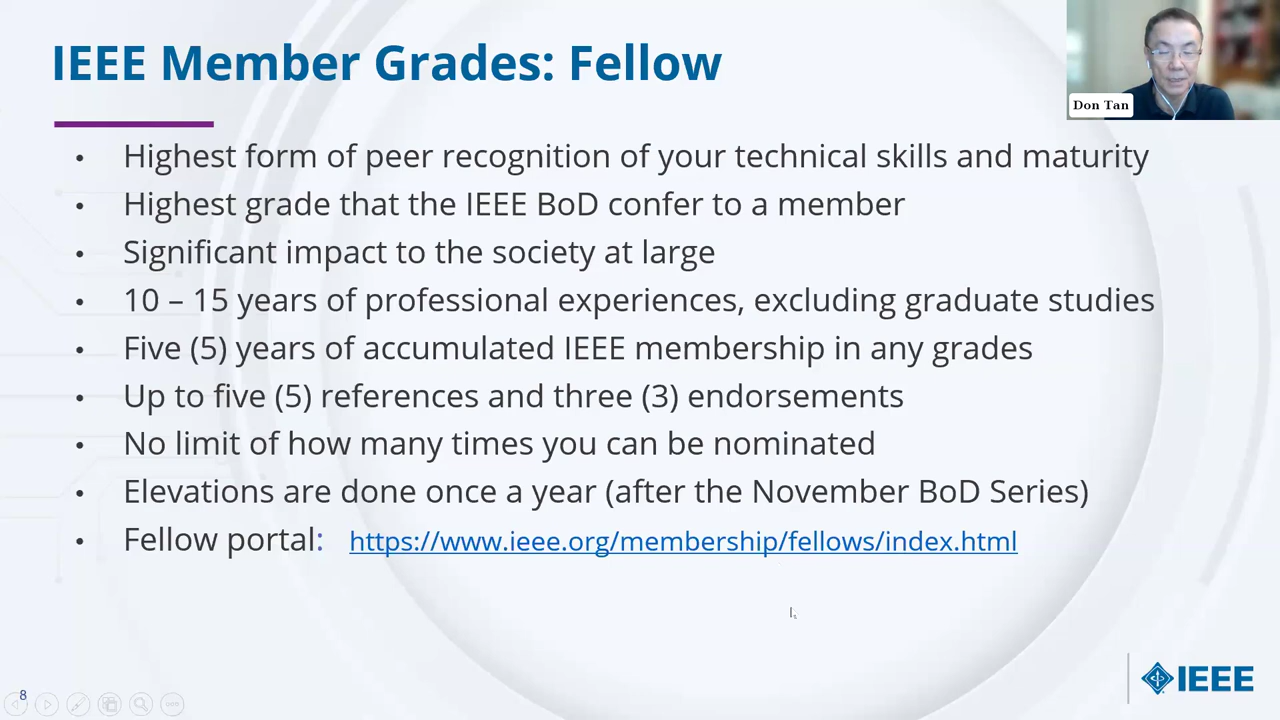 IEEE Member Grades: Fellow
Don Tan
• Highest form of peer recognition of your technical skills and maturity
• Highest grade that the IEEE BoD confer to a member
• Significant impact to the society at large
• 10 – 15 years of professional experiences, excluding graduate studies
• Five (5) years of accumulated IEEE membership in any grades
• Up to five (5) references and three (3) endorsements
• No limit of how many times you can be nominated
• Elevations are done once a year (after the November BoD Series)
• Fellow portal: https://www.ieee.org/membership/fellows/index.html
8
IEEE